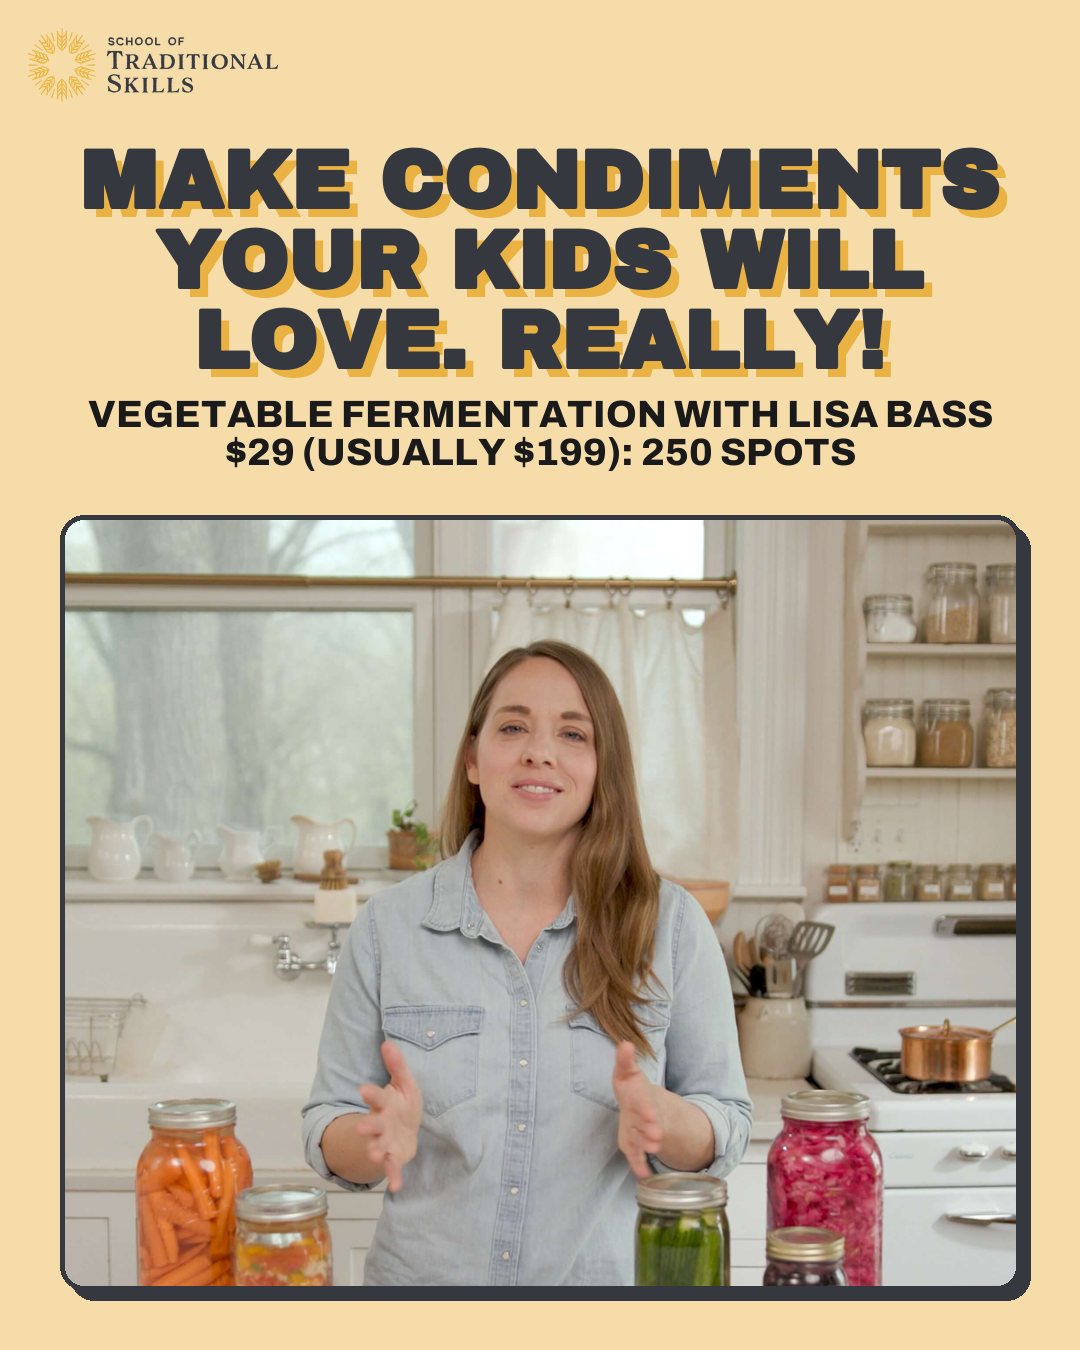 SCHOOL OF
TRADITIONAL
SKILLS
MAKE CONDIMENTS
YOUR KIDS WILL
LOVE. REALLY!
VEGETABLE FERMENTATION WITH LISA BASS
$29 (USUALLY $199): 250 SPOTS